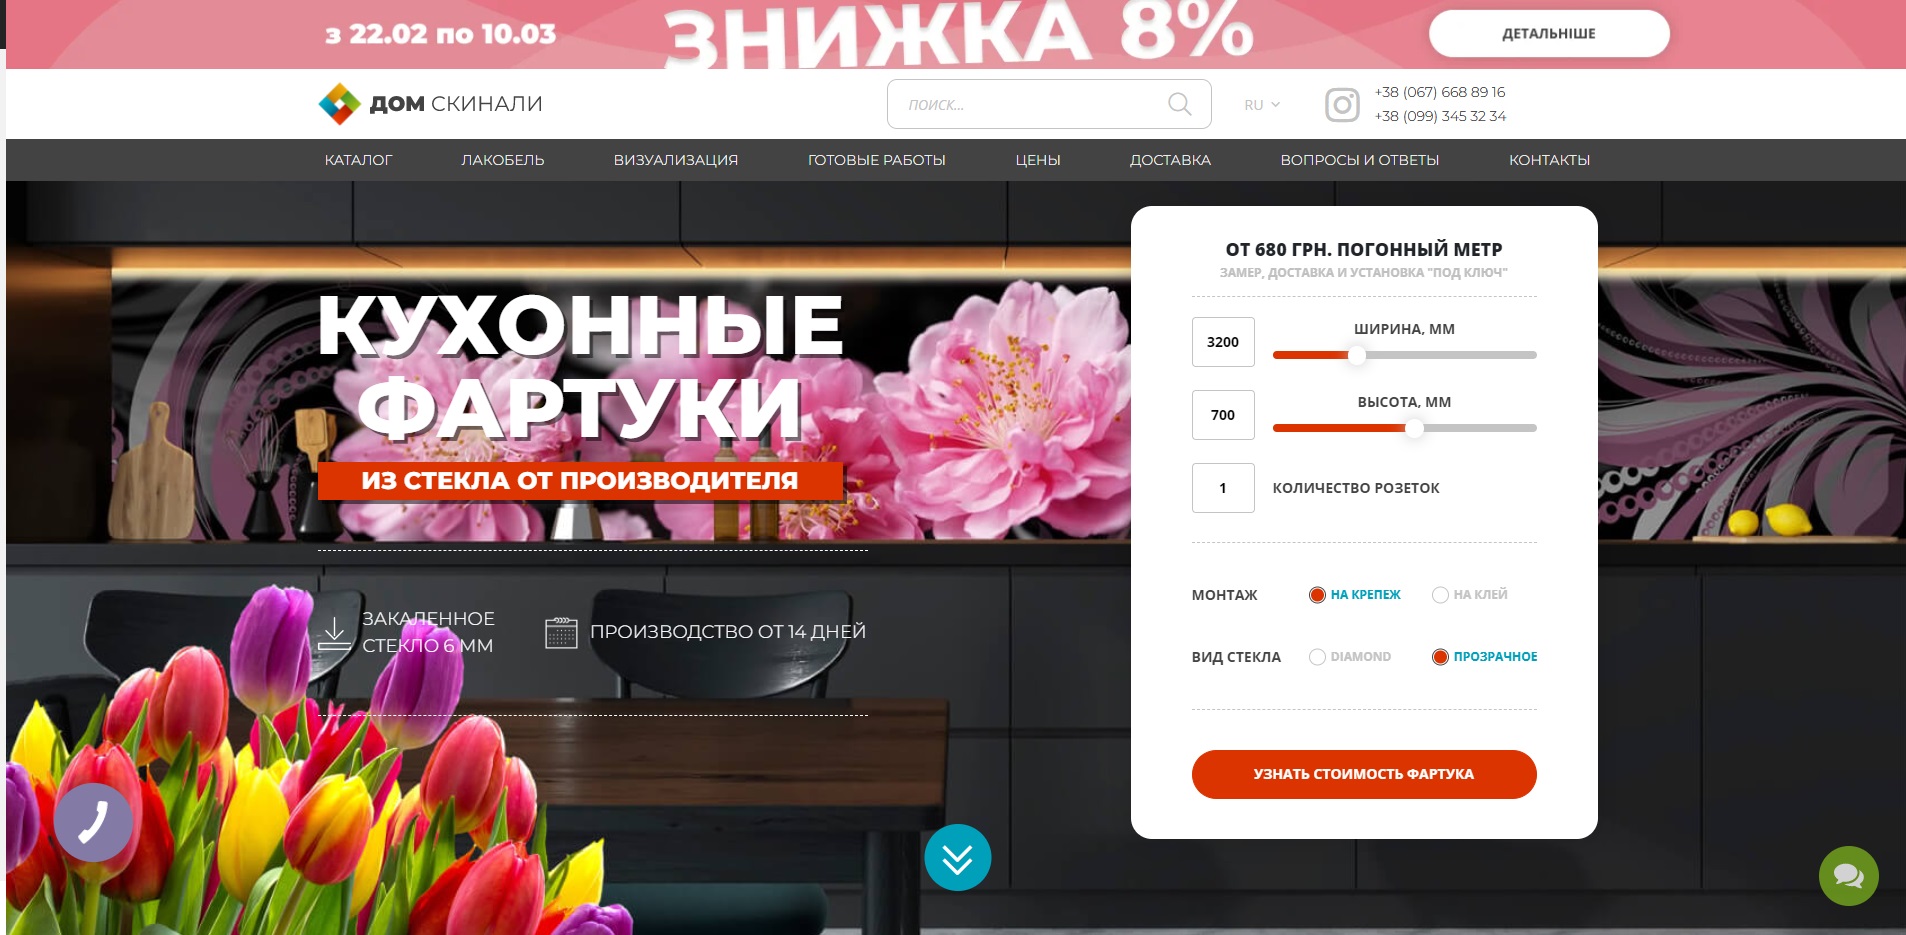 з 22.02 по 10.03
ЗНИЖКА 8%
ДЕТАЛЬНІШЕ
ДОМ СКИНАЛИ
ПОИСК...
RU
+38 (067) 668 89 16
+38 (099) 345 32 34
КАТАЛОГ
ЛАКОБЕЛЬ
ВИЗУАЛИЗАЦИЯ
ГОТОВЫЕ РАБОТЫ
ЦЕНЫ
ДОСТАВКА
ВОПРОСЫ И ОТВЕТЫ
КОНТАКТЫ
КУХОННЫЕ
ФАРТУКИ
ИЗ СТЕКЛА ОТ ПРОИЗВОДИТЕЛЯ
ЗАКАЛЕННОЕ
СТЕКЛО 6 ММ
ПРОИЗВОДСТВО ОТ 14 ДНЕЙ
ОТ 680 ГРН. ПОГОННЫЙ МЕТР
ЗАМЕР, ДОСТАВКА И УСТАНОВКА "ПОД КЛЮЧ"
ШИРИНА, ММ
3200
ВЫСОТА, ММ
700
1
КОЛИЧЕСТВО РОЗЕТОК
МОНТАЖ
НА КРЕПЕЖ
НА КЛЕЙ
ВИД СТЕКЛА
DIAMOND
ПРОЗРАЧНОЕ
УЗНАТЬ СТОИМОСТЬ ФАРТУКА